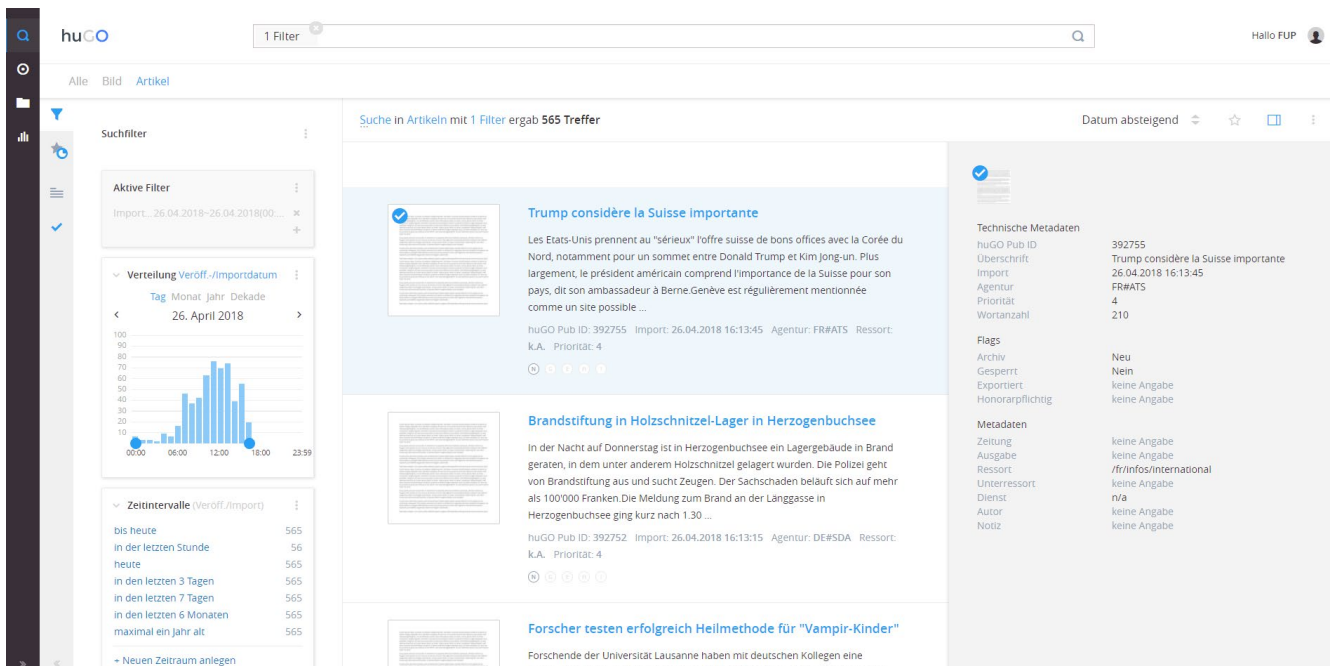 huGO
1 Filter
Hallo FUP
Alle Bild Artikel
Suchfilter
Aktive Filter
Import... 26.04.2018–26.04.2018(00:...
Verteilung Veröff.-/Importdatum
Tag Monat Jahr Dekade
26. April 2018
100
90
80
70
60
50
40
30
20
10
00:00 06:00 12:00 18:00 23:59
Zeitintervalle (Veröff./Import)
bis heute 565
in der letzten Stunde 56
heute 565
in den letzten 3 Tagen 565
in den letzten 7 Tagen 565
in den letzten 6 Monaten 565
maximal ein Jahr alt 565
+ Neuen Zeitraum anlegen
Suche in Artikeln mit 1 Filter ergab 565 Treffer
Datum absteigend
Trump considère la Suisse importante
Les Etats-Unis prennent au "sérieux" l'offre suisse de bons offices avec la Corée du
Nord, notamment pour un sommet entre Donald Trump et Kim Jong-un. Plus
largement, le président américain comprend l'importance de la Suisse pour son
pays, dit son ambassadeur à Berne.Genève est régulièrement mentionnée
comme un site possible ...
huGO Pub ID: 392755 Import: 26.04.2018 16:13:45 Agentur: FR#ATS Ressort:
k.A. Priorität: 4
N
Brandstiftung in Holzschnitzel-Lager in Herzogenbuchsee
In der Nacht auf Donnerstag ist in Herzogenbuchsee ein Lagergebäude in Brand
geraten, in dem unter anderem Holzschnitzel gelagert wurden. Die Polizei geht
von Brandstiftung aus und sucht Zeugen. Der Sachschaden beläuft sich auf mehr
als 100'000 Franken.Die Meldung zum Brand an der Länggasse in
Herzogenbuchsee ging kurz nach 1.30 ...
huGO Pub ID: 392752 Import: 26.04.2018 16:13:15 Agentur: DE#SDA Ressort:
k.A. Priorität: 4
N
Forscher testen erfolgreich Heilmethode für "Vampir-Kinder"
Forschende der Universität Lausanne haben mit deutschen Kollegen eine
Technische Metadaten
huGO Pub ID 392755
Überschrift Trump considère la Suisse importante
Import 26.04.2018 16:13:45
Agentur FR#ATS
Priorität 4
Wortanzahl 210
Flags
Archiv Neu
Gesperrt Nein
Exportiert keine Angabe
Honorarpflichtig keine Angabe
Metadaten
Zeitung keine Angabe
Ausgabe keine Angabe
Ressort /fr/infos/international
Unterressort keine Angabe
Dienst n/a
Autor keine Angabe
Notiz keine Angabe